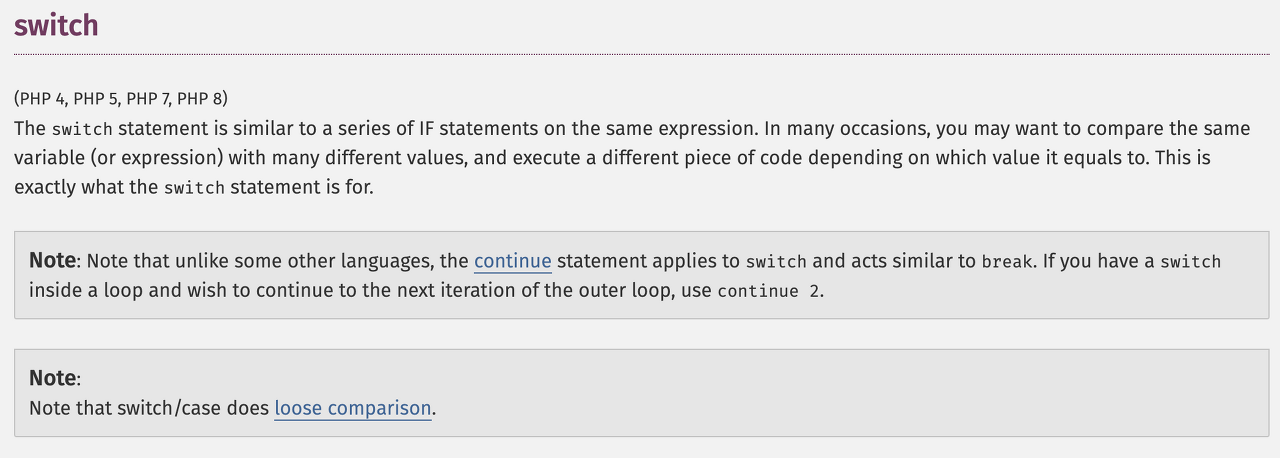 switch
(PHP 4, PHP 5, PHP 7, PHP 8)
The switch statement is similar to a series of IF statements on the same expression. In many occasions, you may want to compare the same
variable (or expression) with many different values, and execute a different piece of code depending on which value it equals to. This is
exactly what the switch statement is for.
Note: Note that unlike some other languages, the continue statement applies to switch and acts similar to break. If you have a switch
inside a loop and wish to continue to the next iteration of the outer loop, use continue 2.
Note:
Note that switch/case does loose comparison.